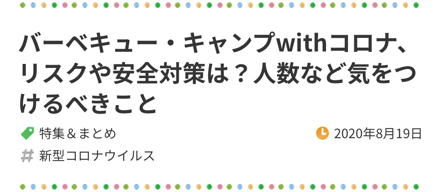 バーベキュー・キャンプwithコロナ、
リスクや安全対策は？人数など気をつ
けるべきこと
特集＆まとめ 2020年8月19日
# 新型コロナウイルス